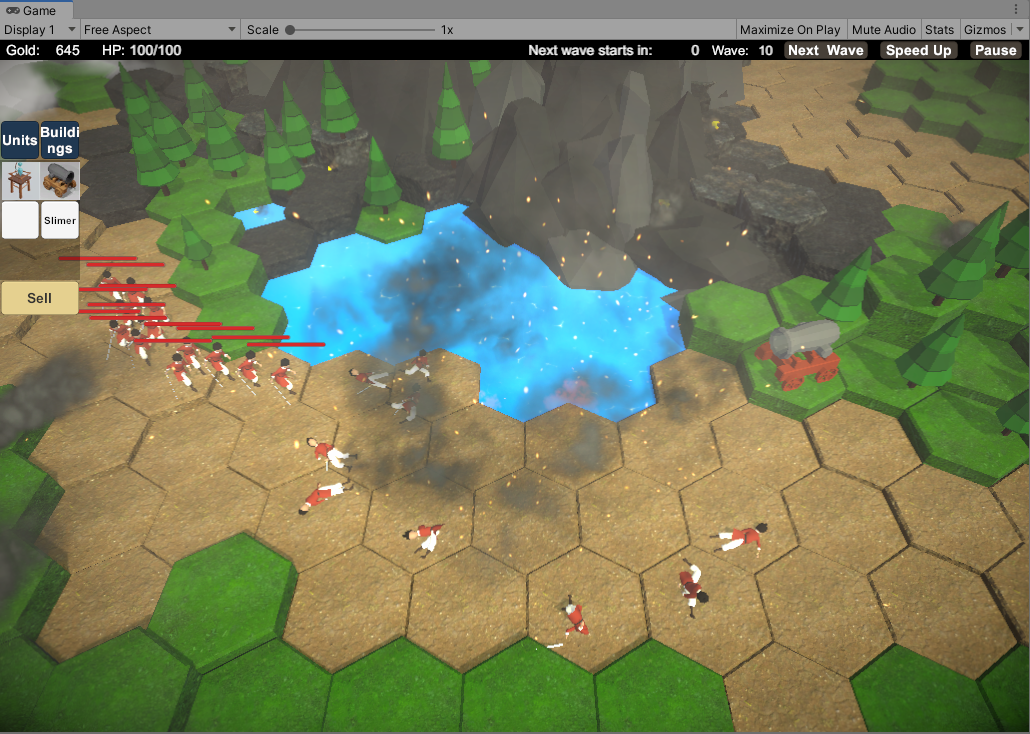 Game
Display 1 Free Aspect Scale 1x Maximize On Play Mute Audio Stats Gizmos
Gold: 645 HP: 100/100 Next wave starts in: 0 Wave: 10 Next Wave Speed Up Pause
Units
Buildi
ngs
Slimer
Sell